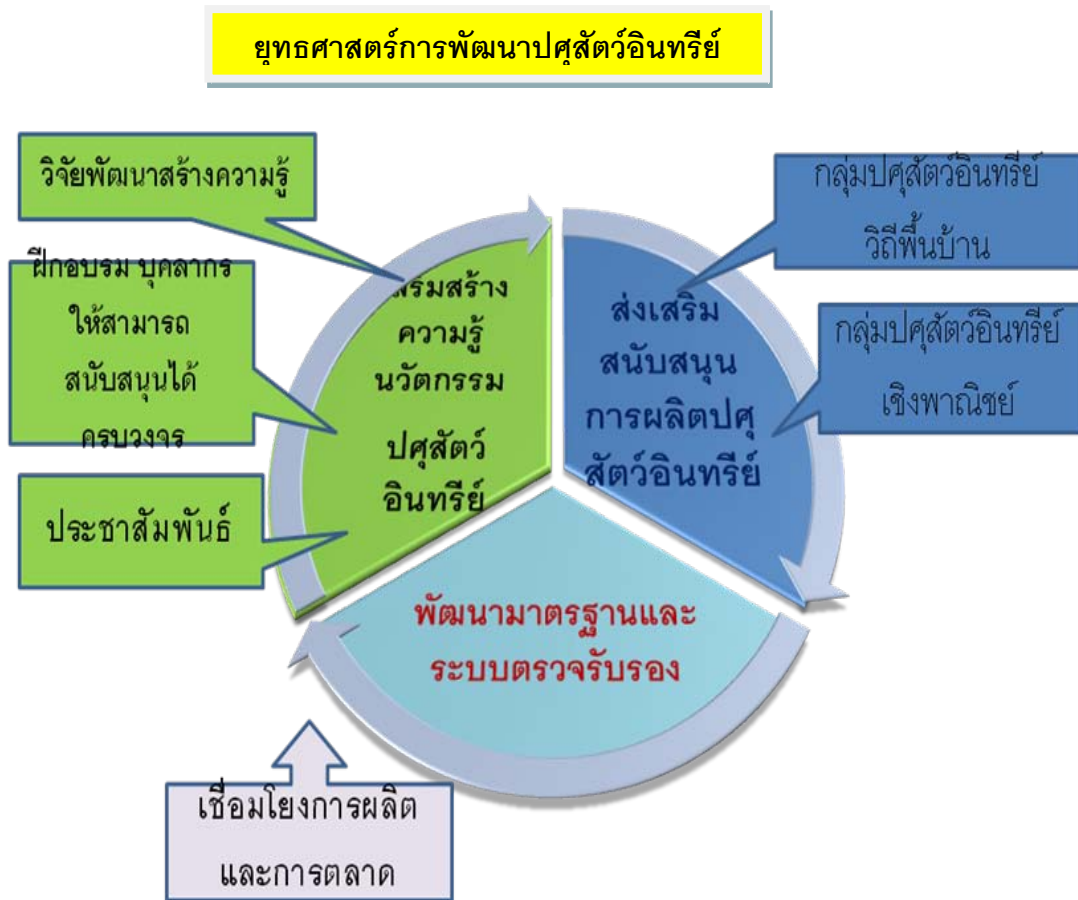 ยุทธศาสตร์การพัฒนาปศุสัตว์อินทรีย์
วิจัยพัฒนาสร้างความรู้
ฝึกอบรม บุคลากร
ให้สามารถ
สนับสนุนได้
ครบวงจร
ประชาสัมพันธ์
สริมสร้าง
ความรู้
นวัตกรรม
ปศุสัตว์
อินทรีย์
กลุ่มปศุสัตว์อินทรีย์
วิถีพื้นบ้าน
กลุ่มปศุสัตว์อินทรีย์
เชิงพาณิชย์
ส่งเสริม
สนับสนุน
การผลิตปศุ
สัตว์อินทรีย์
พัฒนามาตรฐานและ
ระบบตรวจรับรอง
เชื่อมโยงการผลิต
และการตลาด